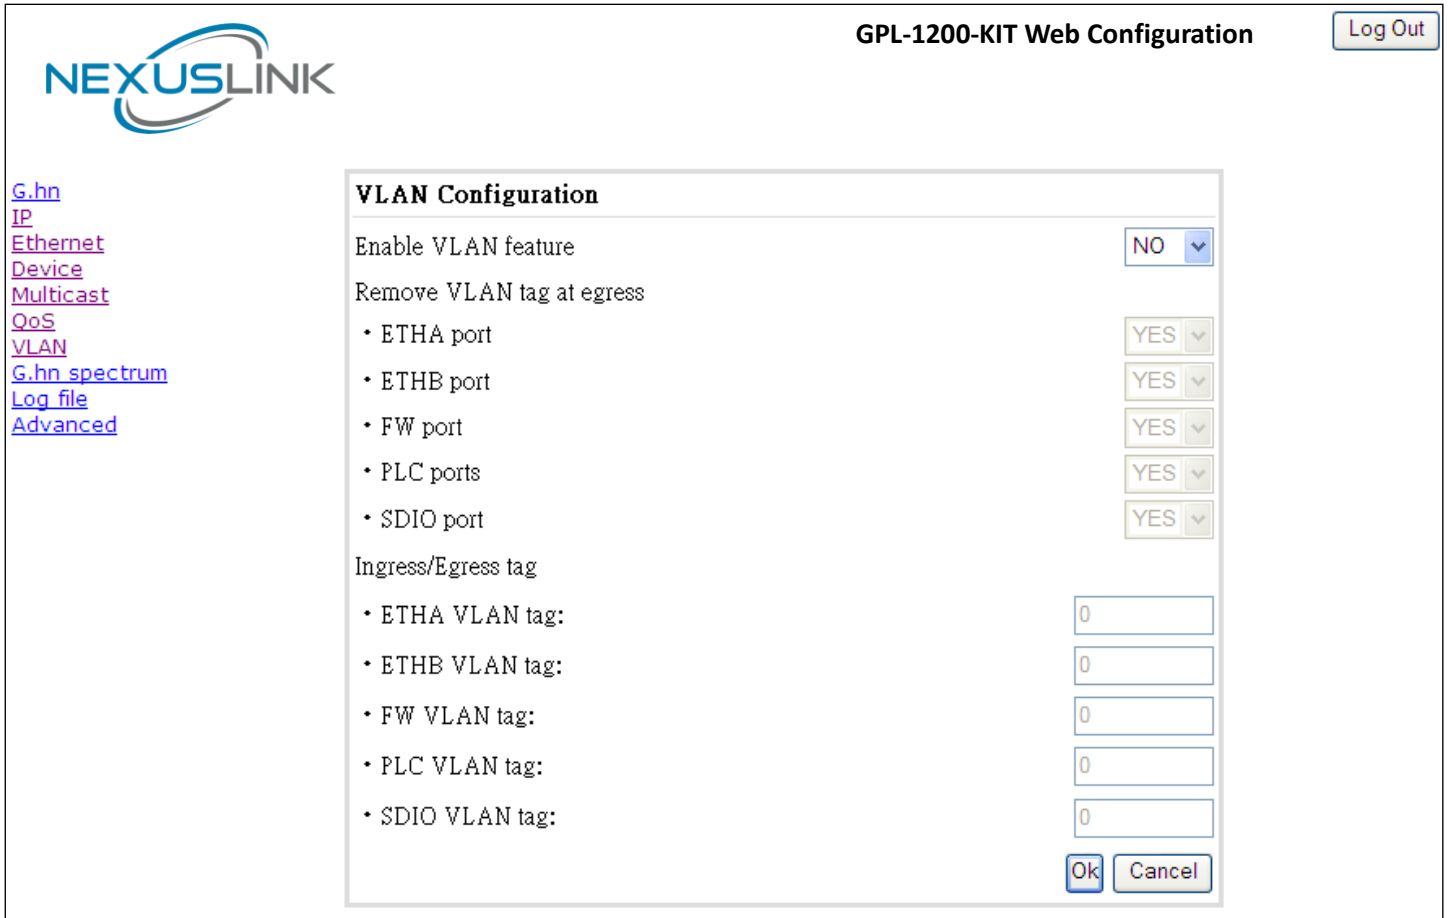 NEXUSLINK
GPL-1200-KIT Web Configuration
Log Out
G.hn
IP
Ethernet
Device
Multicast
QoS
VLAN
G.hn spectrum
Log file
Advanced
VLAN Configuration
Enable VLAN feature NO
Remove VLAN tag at egress
• ETHA port YES
• ETHB port YES
• FW port YES
• PLC ports YES
• SDIO port YES
Ingress/Egress tag
• ETHA VLAN tag: 0
• ETHB VLAN tag: 0
• FW VLAN tag: 0
• PLC VLAN tag: 0
• SDIO VLAN tag: 0
Ok Cancel